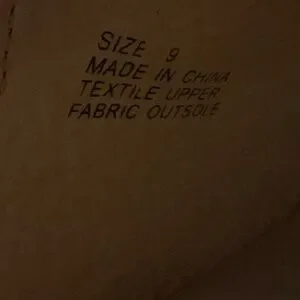 SIZE 9
MADE IN CHINA
TEXTILE UPPER
FABRIC OUTSOLE